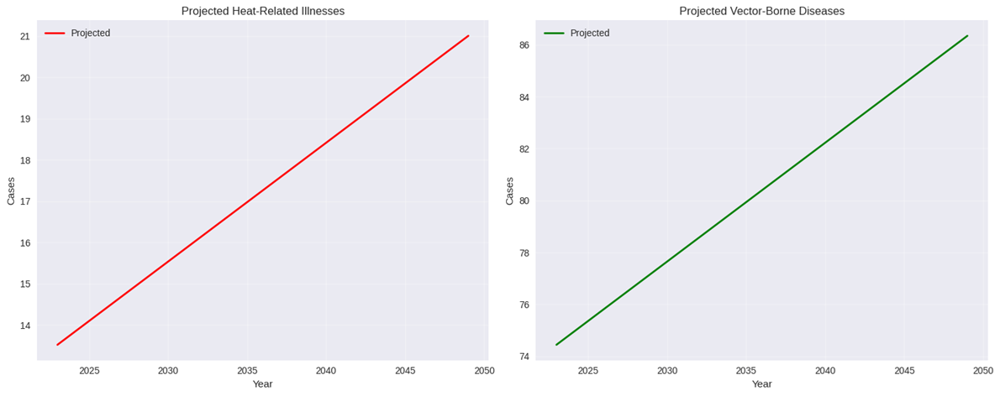 Projected Heat-Related Illnesses
Projected
Cases
21
20
19
18
17
16
15
14
2025 2030 2035 2040 2045 2050
Year
Projected Vector-Borne Diseases
Projected
Cases
86
84
82
80
78
76
74
2025 2030 2035 2040 2045 2050
Year